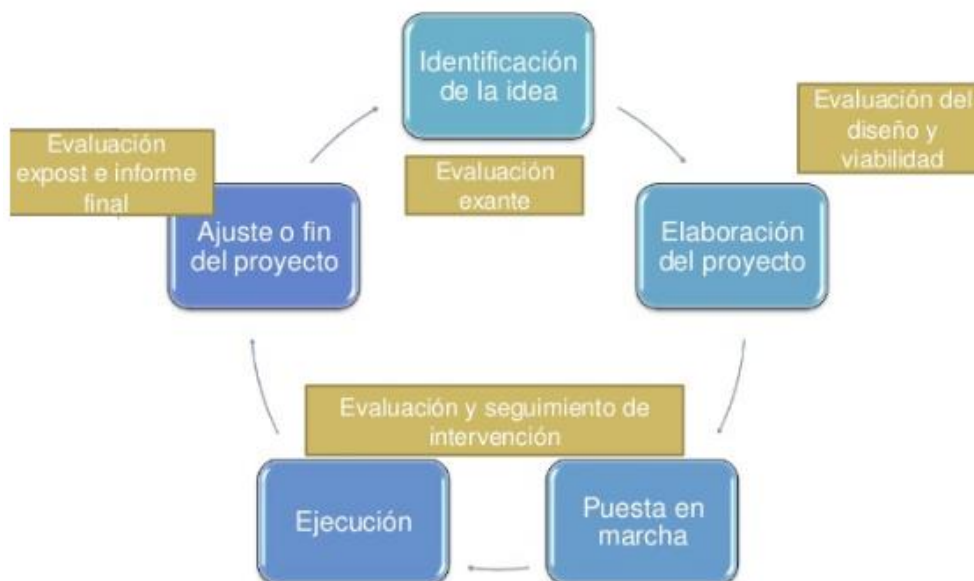 Identificación
de la idea
Evaluación
exante
Evaluación del
diseño y
viabilidad
Elaboración
del proyecto
Evaluación y seguimiento de
intervención
Puesta en
marcha
Ejecución
Ajuste o fin
del proyecto
Evaluación
expost e informe
final